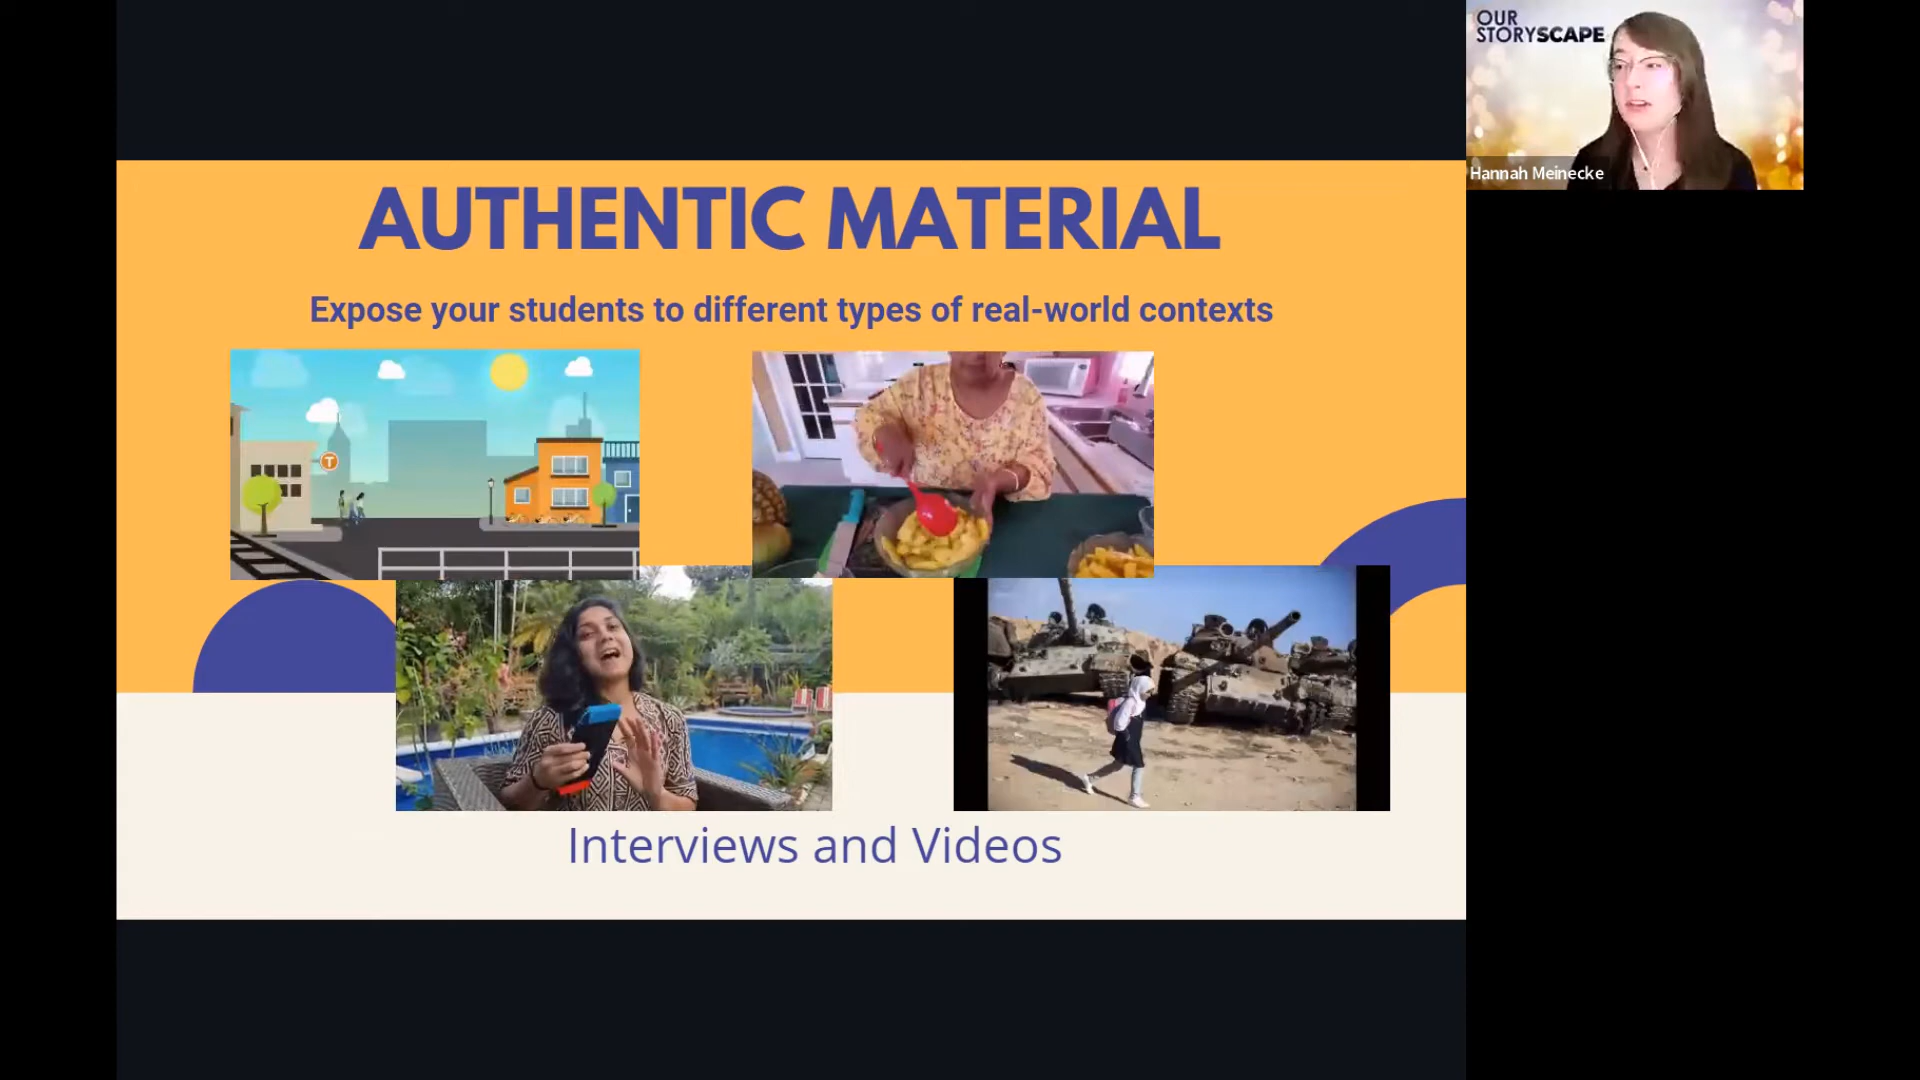 OUR
STORYSCAPE
Hannah Meinecke
AUTHENTIC MATERIAL
Expose your students to different types of real-world contexts
T
Interviews and Videos